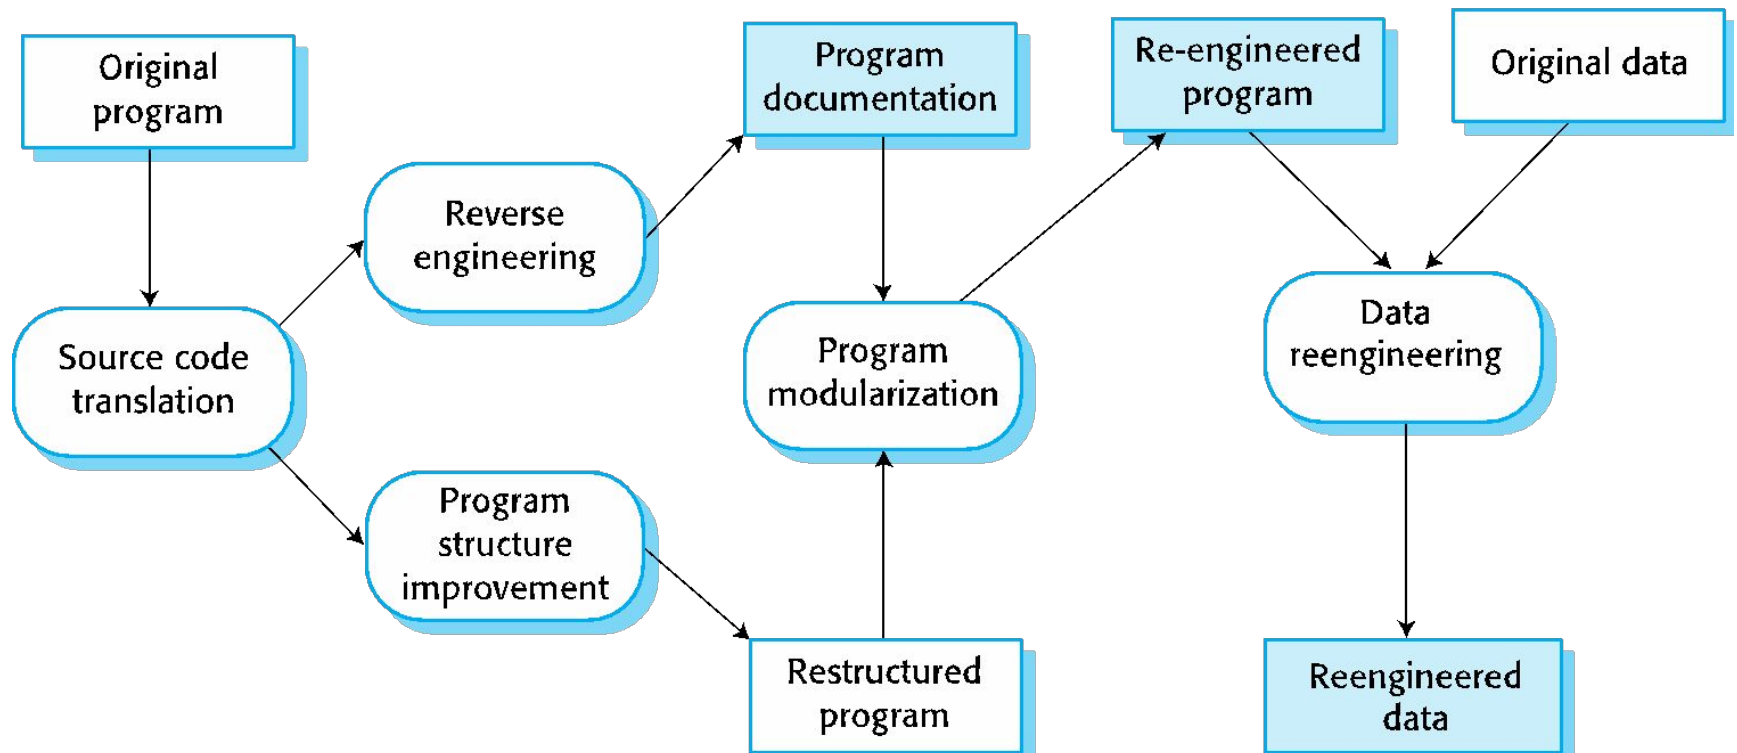 Original
program
Program
documentation
Re-engineered
program
Original data
Reverse
engineering
Source code
translation
Program
modularization
Data
reengineering
Program
structure
improvement
Restructured
program
Reengineered
data